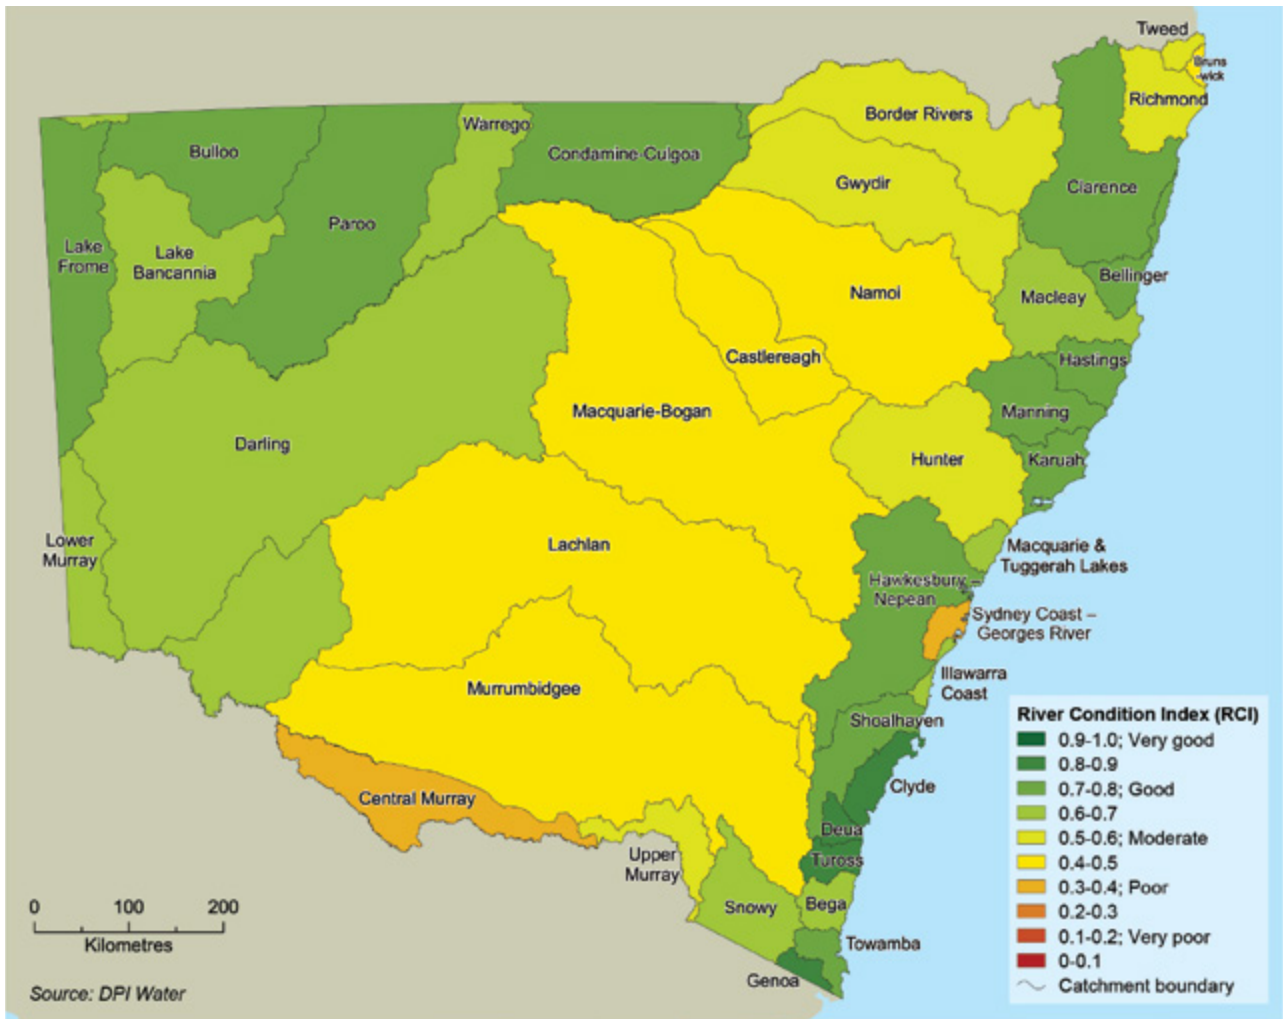 Tweed
Bruns
-wick
Richmond
Border Rivers
Warrego
Condamine-Culgoa
Bulloo
Gwydir
Clarence
Paroo
Lake
Frome
Lake
Bancannia
Bellinger
Macleay
Namoi
Castlereagh
Hastings
Macquarie-Bogan
Manning
Darling
Hunter
Karuah
Lower
Murray
Lachlan
Macquarie &
Tuggerah Lakes
Hawkesbury –
Nepean
Sydney Coast –
Georges River
Illawarra
Coast
Murrumbidgee
Shoalhaven
Clyde
Central Murray
Deua
Tuross
Upper
Murray
Snowy
Bega
Towamba
Genoa
River Condition Index (RCI)
0.9-1.0; Very good
0.8-0.9
0.7-0.8; Good
0.6-0.7
0.5-0.6; Moderate
0.4-0.5
0.3-0.4; Poor
0.2-0.3
0.1-0.2; Very poor
0-0.1
Catchment boundary
0 100 200
Kilometres
Source: DPI Water